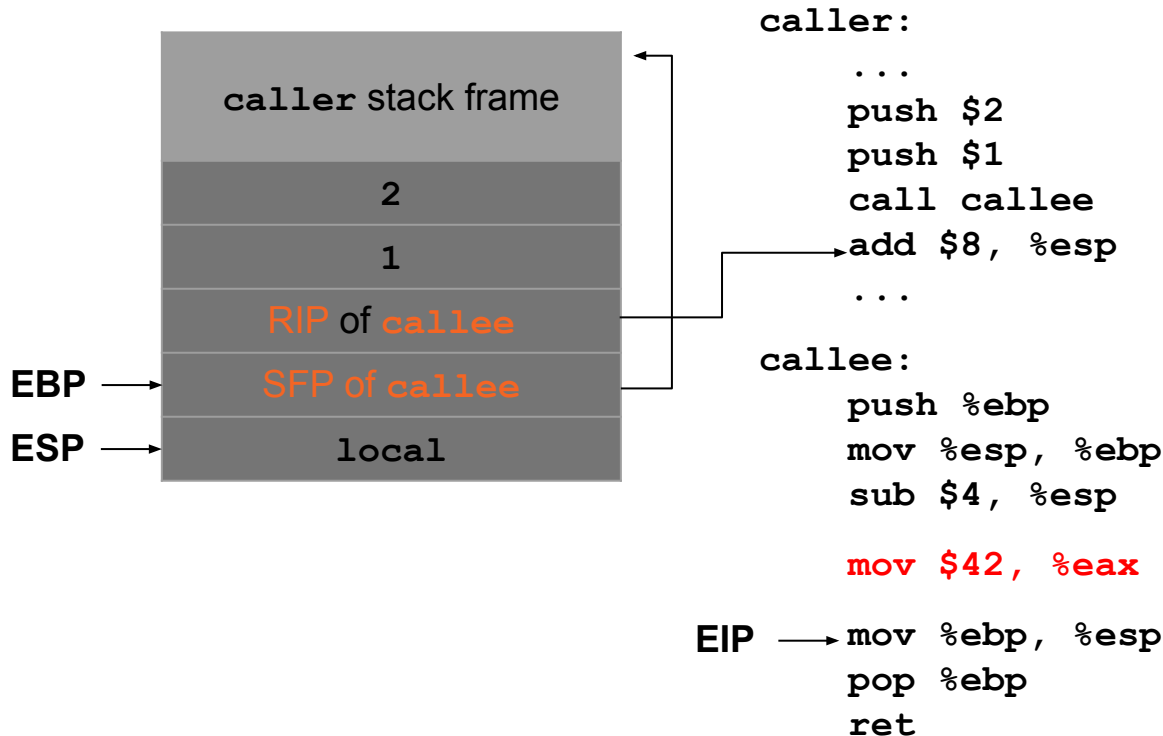 caller stack frame
2
1
RIP of callee
SFP of callee
local
EBP
ESP
caller:
...
push $2
push $1
call callee
add $8, %esp
...
callee:
push %ebp
mov %esp, %ebp
sub $4, %esp
mov $42, %eax
EIP
mov %ebp, %esp
pop %ebp
ret